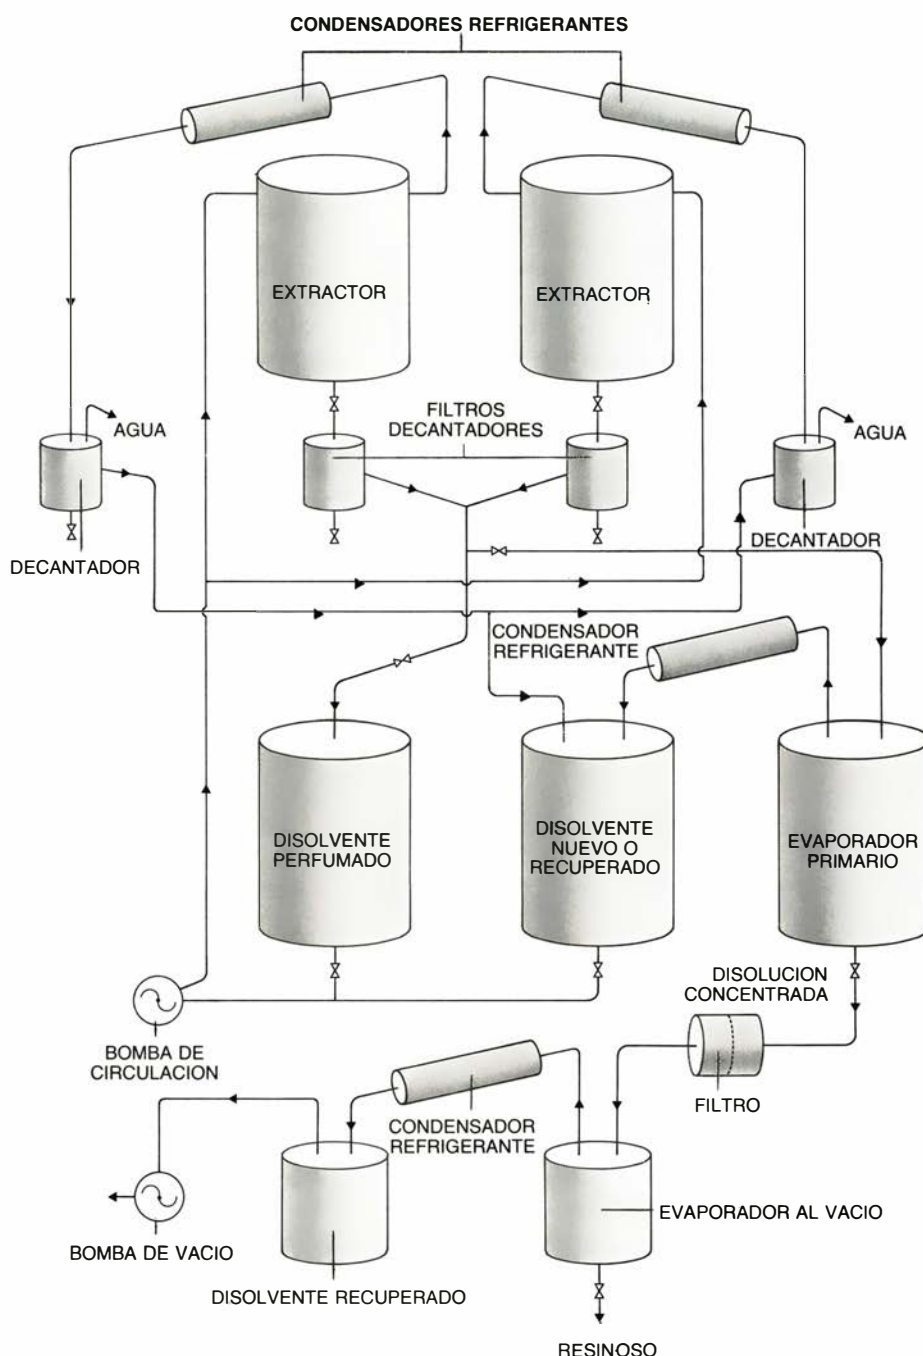 CONDENSADORES REFRIGERANTES
EXTRACTOR
EXTRACTOR
FILTROS
DECANTADORES
AGUA
AGUA
DECANTADOR
DECANTADOR
CONDENSADOR
REFRIGERANTE
DISOLVENTE
PERFUMADO
DISOLVENTE
NUEVO O
RECUPERADO
EVAPORADOR
PRIMARIO
DISOLUCION
CONCENTRADA
BOMBA DE
CIRCULACION
FILTRO
CONDENSADOR
REFRIGERANTE
EVAPORADOR AL VACIO
BOMBA DE VACIO
DISOLVENTE RECUPERADO
RESINOSO